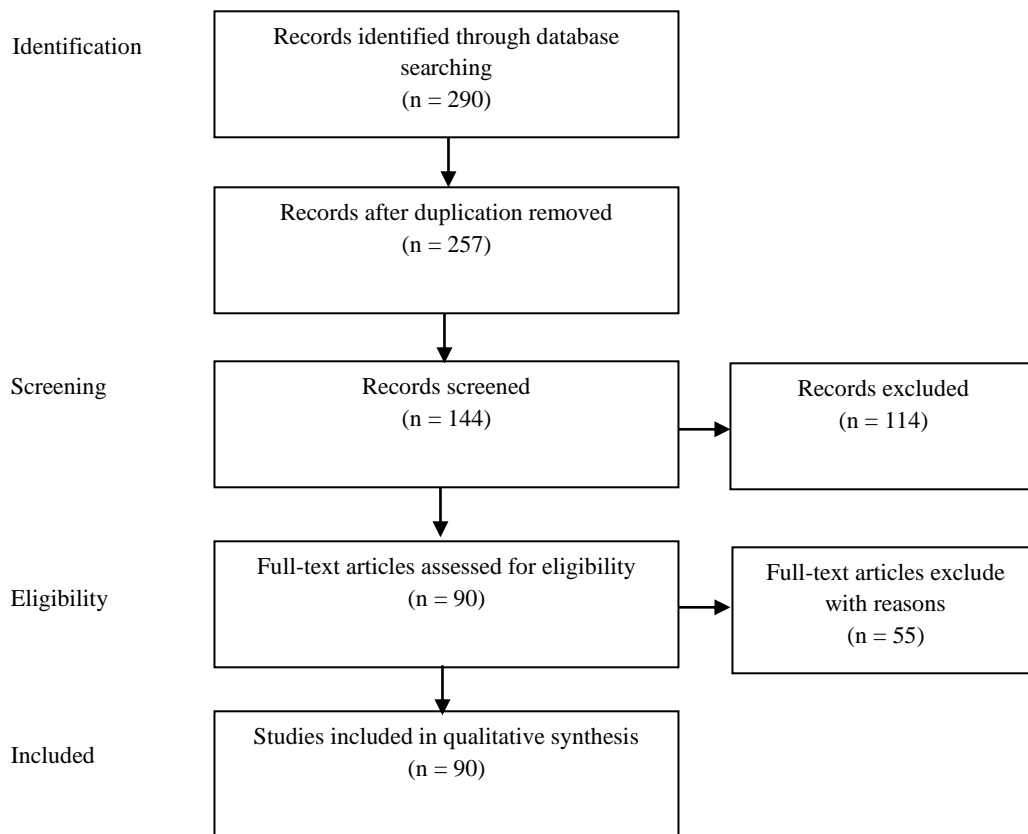 Identification
Records identified through database
searching
(n = 290)
Records after duplication removed
(n = 257)
Screening
Records screened
(n = 144)
Records excluded
(n = 114)
Eligibility
Full-text articles assessed for eligibility
(n = 90)
Full-text articles exclude
with reasons
(n = 55)
Included
Studies included in qualitative synthesis
(n = 90)